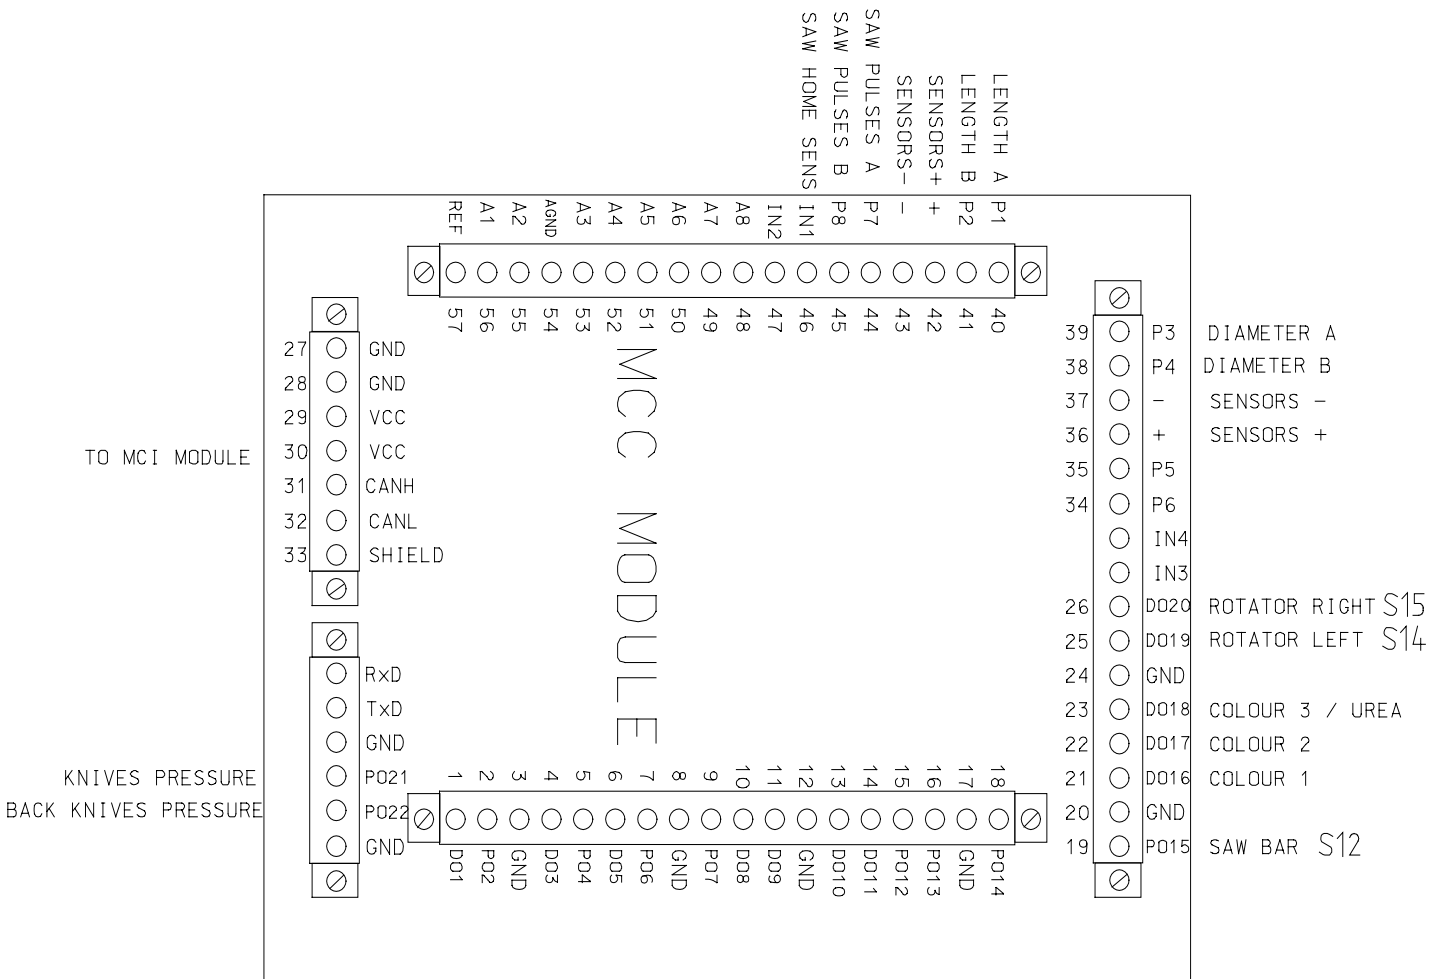 SAW HOME SENS
SAW PULSES B
SAW PULSES A
SENSORS-
SENSORS+
LENGTH B
LENGTH A
REF
A1
A2
AGND
A3
A4
A5
A6
A7
A8
IN2
IN1
P8
P7
-
+
P2
P1
57
56
55
54
53
52
51
50
49
48
47
46
45
44
43
42
41
40
27 GND
28 GND
29 VCC
30 VCC
TO MCI MODULE
31 CANH
32 CANL
33 SHIELD
RxD
TxD
GND
KNIVES PRESSURE PO21
BACK KNIVES PRESSURE PO22
GND
MCC MODULE
39 P3 DIAMETER A
38 P4 DIAMETER B
37 - SENSORS -
36 + SENSORS +
35 P5
34 P6
IN4
IN3
26 DO20 ROTATOR RIGHT S15
25 DO19 ROTATOR LEFT S14
24 GND
23 DO18 COLOUR 3 / UREA
22 DO17 COLOUR 2
21 DO16 COLOUR 1
20 GND
19 PO15 SAW BAR S12
1
2
3
4
5
6
7
8
9
10
11
12
13
14
15
16
17
18
DO1
PO2
GND
DO3
PO4
DO5
PO6
GND
PO7
DO8
DO9
GND
DO10
DO11
PO12
PO13
GND
PO14